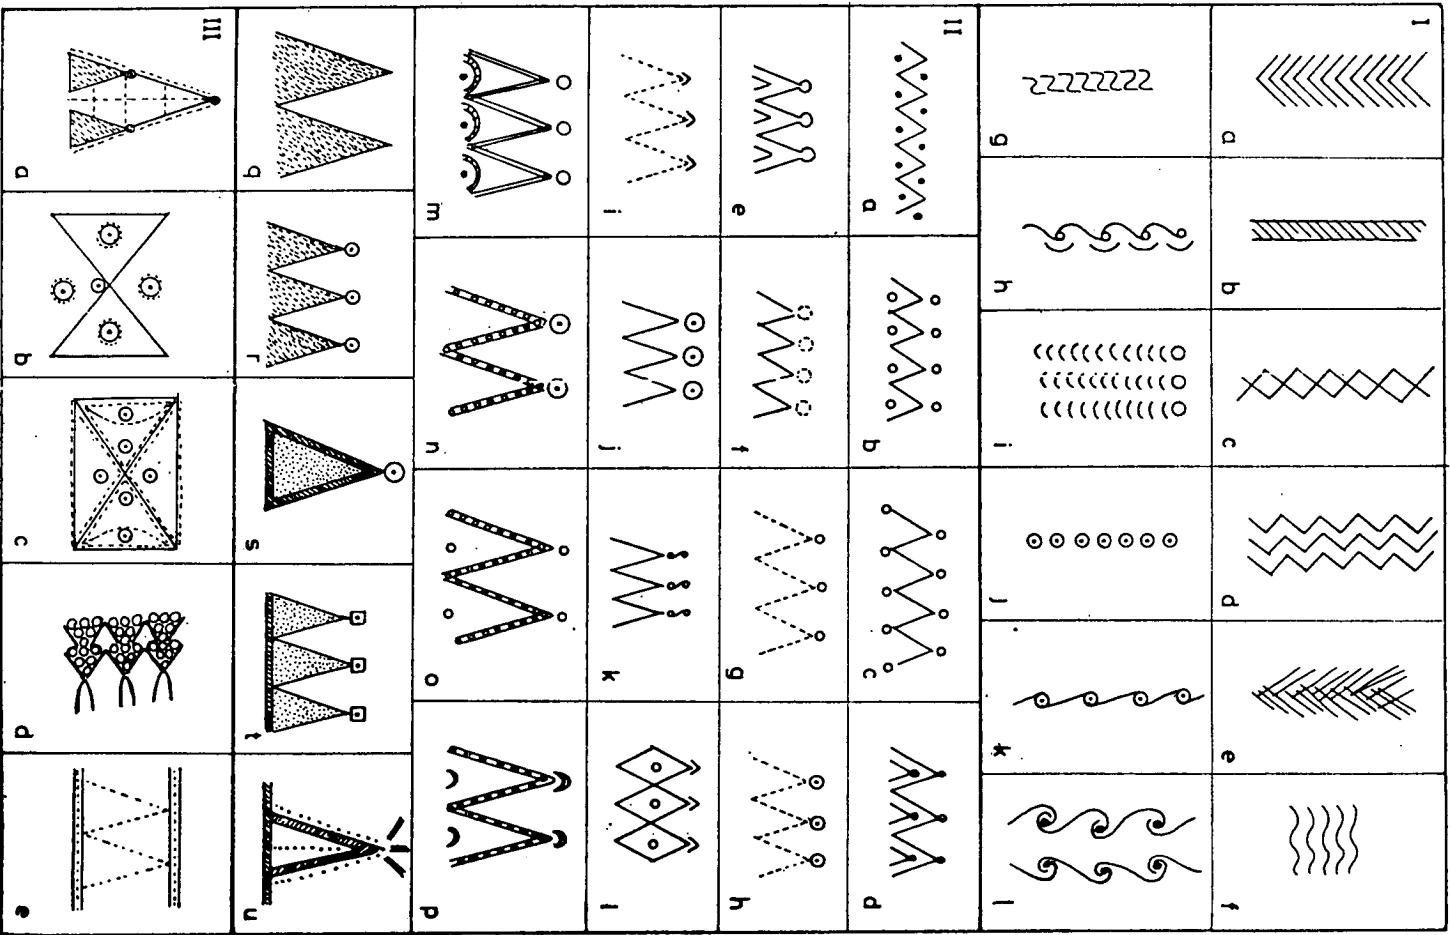 I
a b c d e f
g h i j k l
II
a b c d
e f g h
i j k l
m n o p
q r s t u
III
a b c d e